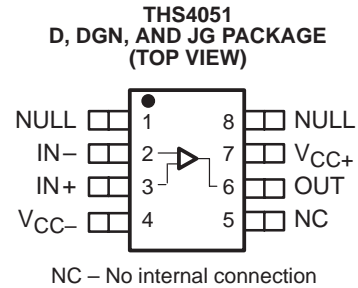 THS4051
D, DGN, AND JG PACKAGE
(TOP VIEW)
NULL 1 8 NULL
IN− 2 7 VCC+
IN+ 3 6 OUT
VCC− 4 5 NC
NC – No internal connection